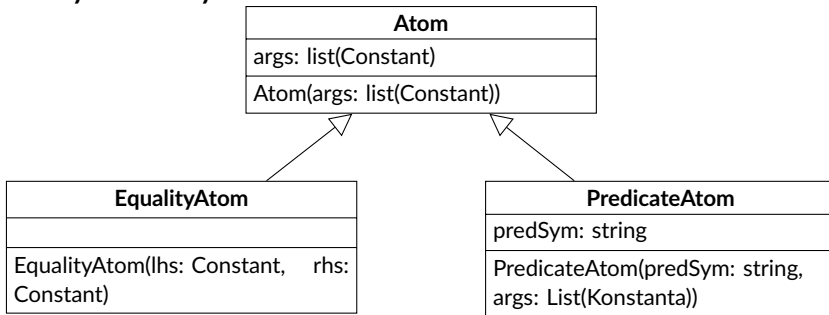 Atom
args: list(Constant)
Atom(args: list(Constant))
EqualityAtom
EqualityAtom(lhs: Constant, rhs:
Constant)
PredicateAtom
predSym: string
PredicateAtom(predSym: string,
args: List(Konstanta))